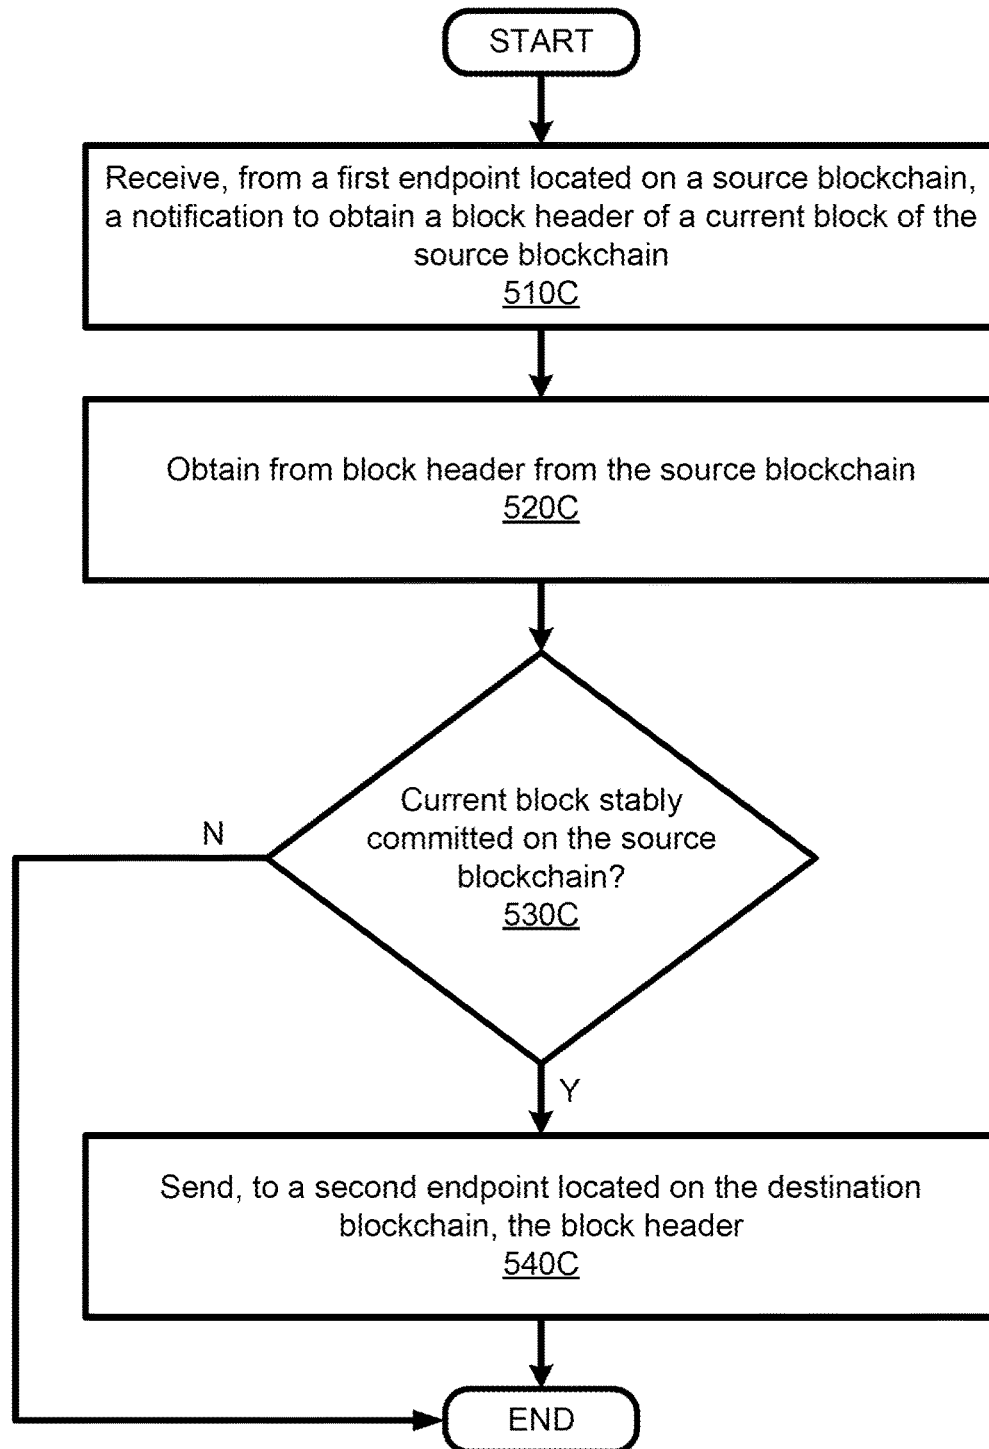 START
Receive, from a first endpoint located on a source blockchain,
a notification to obtain a block header of a current block of the
source blockchain
510C
Obtain from block header from the source blockchain
520C
Current block stably
committed on the source
blockchain?
530C
N
Y
Send, to a second endpoint located on the destination
blockchain, the block header
540C
END